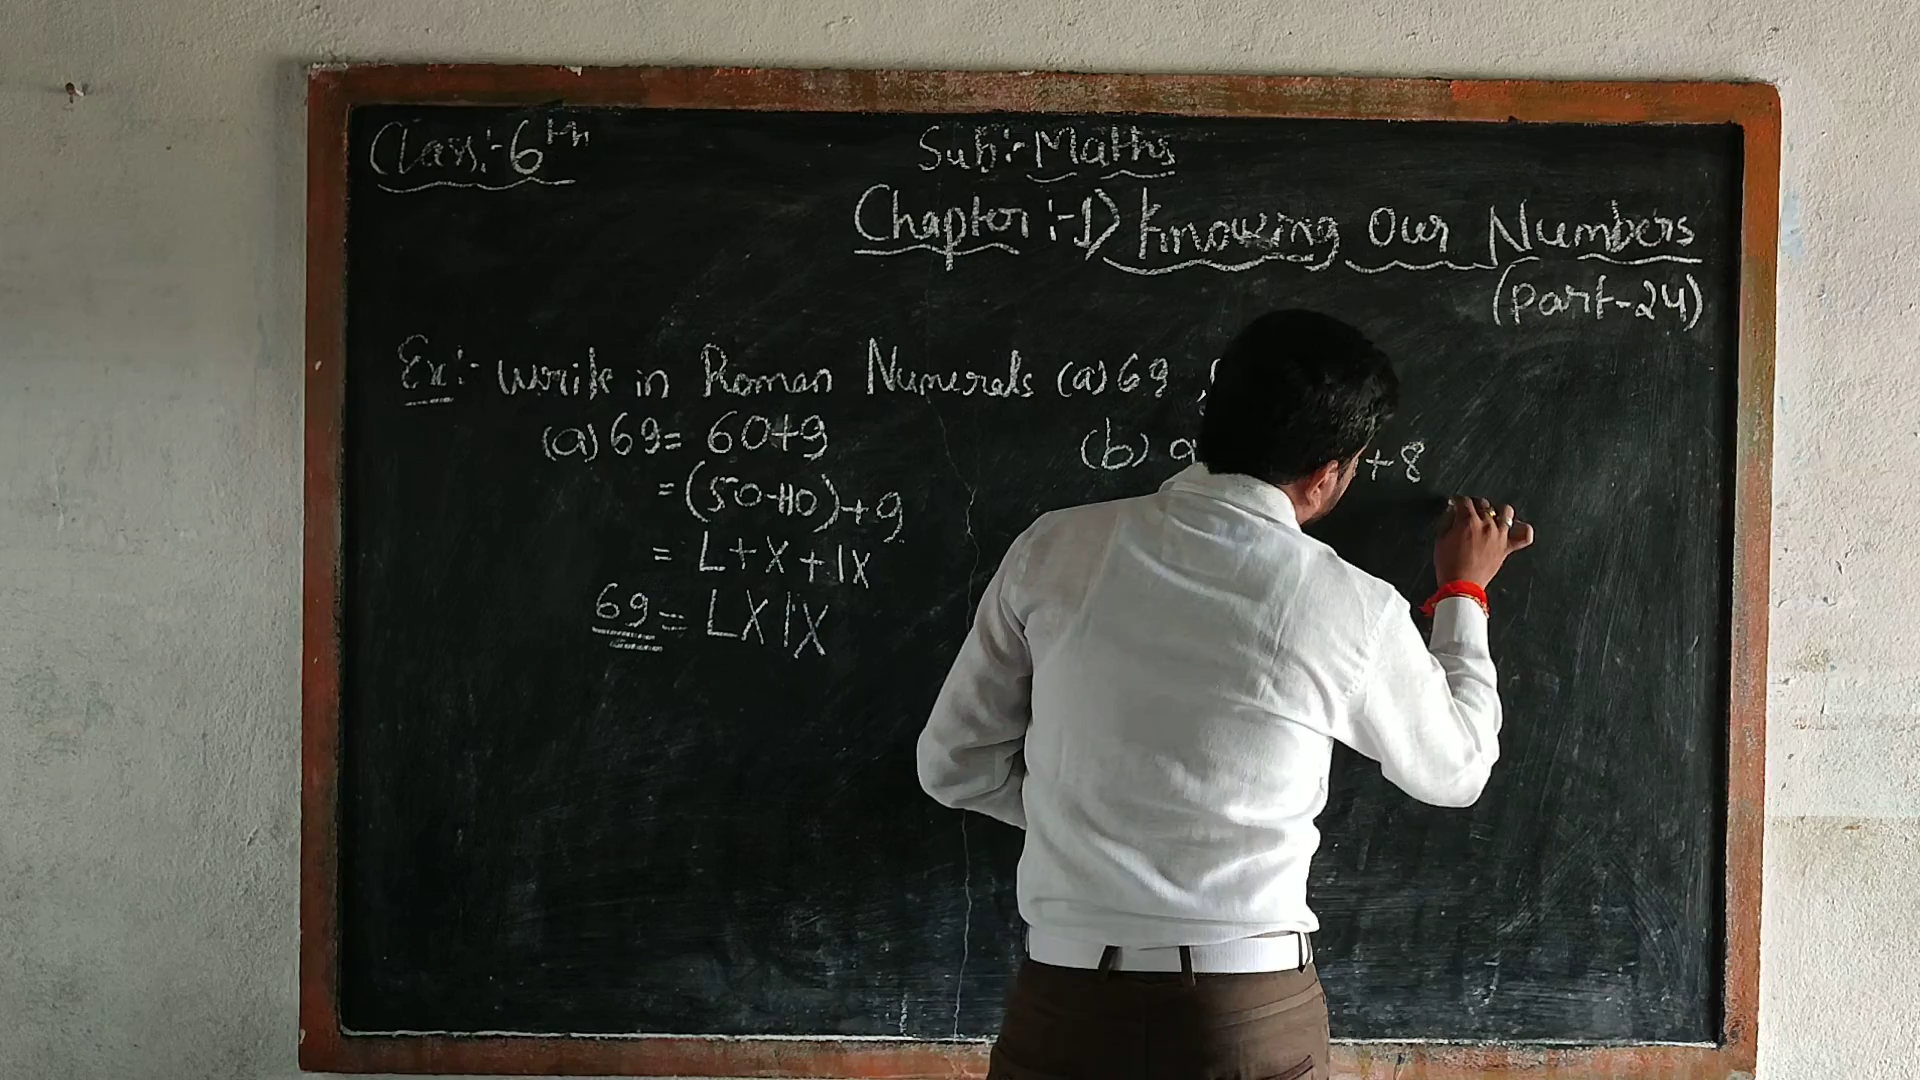 Class:- 6th
Sub:- Maths
Chapter:-1) Knowing Our Numbers
(part-24)
Ex:- Write in Roman Numerals (a) 69 ,
(a) 69 = 60+9
= (50+10)+9
= L+X+IX
69 = LXIX
(b) 9
+8